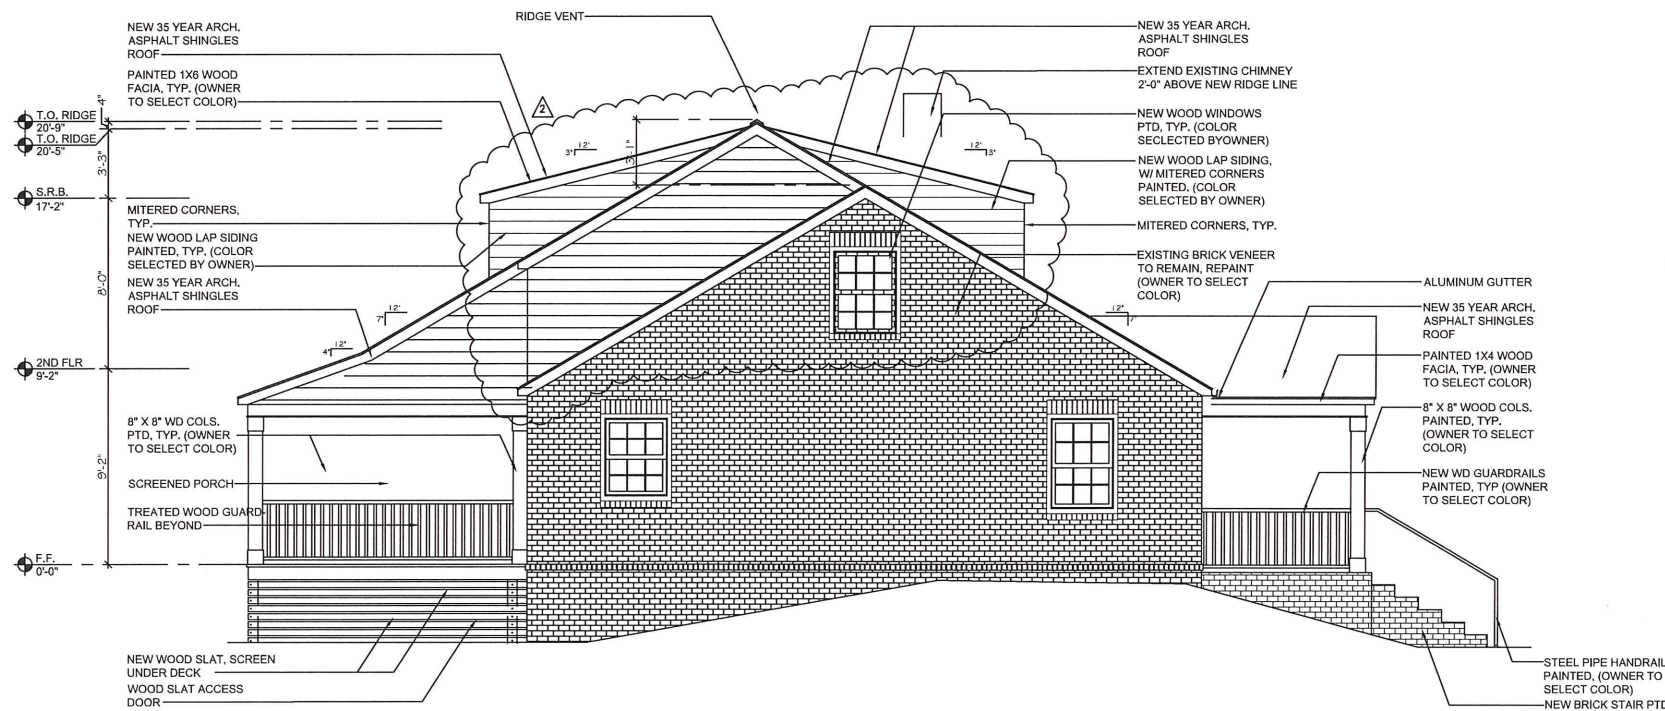 RIDGE VENT
NEW 35 YEAR ARCH.
ASPHALT SHINGLES
ROOF
PAINTED 1X6 WOOD
FACIA, TYP. (OWNER
TO SELECT COLOR)
2
4"
T.O. RIDGE
20'-9"
T.O. RIDGE
20'-5"
3'-3"
S.R.B.
17'-2"
MITERED CORNERS,
TYP.
NEW WOOD LAP SIDING
PAINTED, TYP. (COLOR
SELECTED BY OWNER)
NEW 35 YEAR ARCH.
ASPHALT SHINGLES
ROOF
8'-0"
2ND FLR
9'-2"
8" X 8" WD COLS.
PTD, TYP. (OWNER
TO SELECT COLOR)
9'-2"
SCREENED PORCH
TREATED WOOD GUARD-
RAIL BEYOND
F.F.
0'-0"
NEW WOOD SLAT, SCREEN
UNDER DECK
WOOD SLAT ACCESS
DOOR
12"
3"
3'-1"
12"
3"
12"
7"
12"
4"
12"
7"
NEW 35 YEAR ARCH.
ASPHALT SHINGLES
ROOF
EXTEND EXISTING CHIMNEY
2'-0" ABOVE NEW RIDGE LINE
NEW WOOD WINDOWS
PTD, TYP. (COLOR
SECLECTED BYOWNER)
NEW WOOD LAP SIDING,
W/ MITERED CORNERS
PAINTED. (COLOR
SELECTED BY OWNER)
MITERED CORNERS, TYP.
EXISTING BRICK VENEER
TO REMAIN, REPAINT
(OWNER TO SELECT
COLOR)
ALUMINUM GUTTER
NEW 35 YEAR ARCH.
ASPHALT SHINGLES
ROOF
PAINTED 1X4 WOOD
FACIA, TYP. (OWNER
TO SELECT COLOR)
8" X 8" WOOD COLS.
PAINTED, TYP.
(OWNER TO SELECT
COLOR)
NEW WD GUARDRAILS
PAINTED, TYP (OWNER
TO SELECT COLOR)
STEEL PIPE HANDRAIL
PAINTED, (OWNER TO
SELECT COLOR)
NEW BRICK STAIR PTD